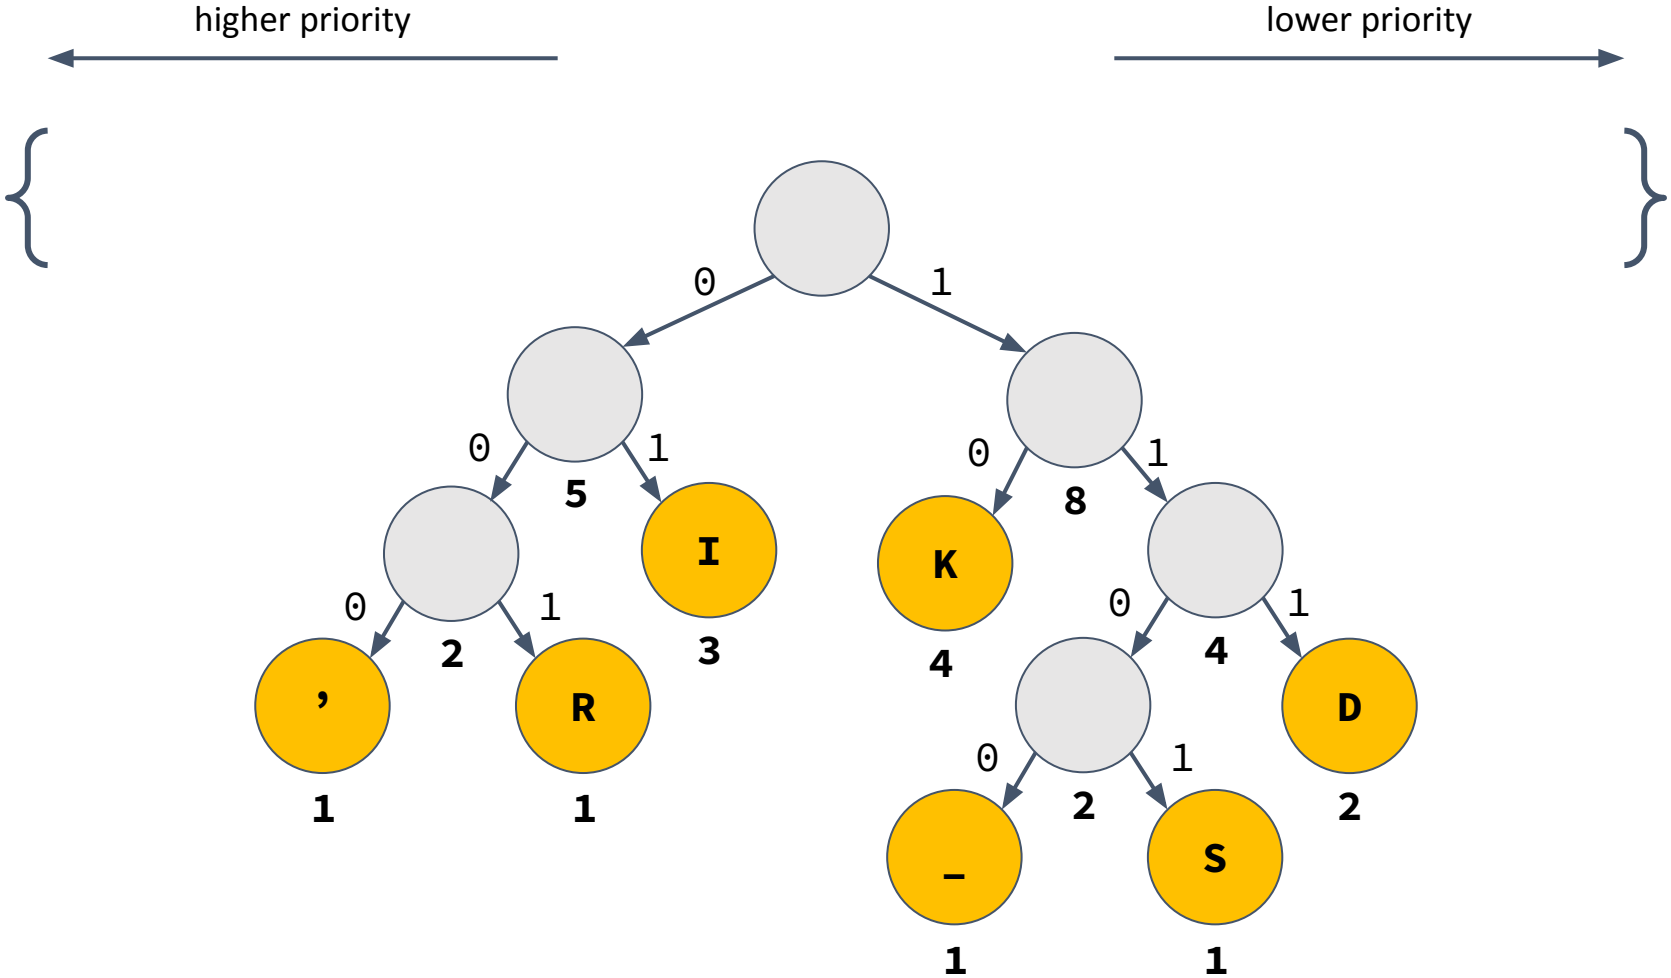 higher priority
lower priority
{ }
0 1
0 1 0 1
5 8
I K
0 1 0 1
2 3 4 4
’ R D
0 1
1 1 2 2
_ S
1 1